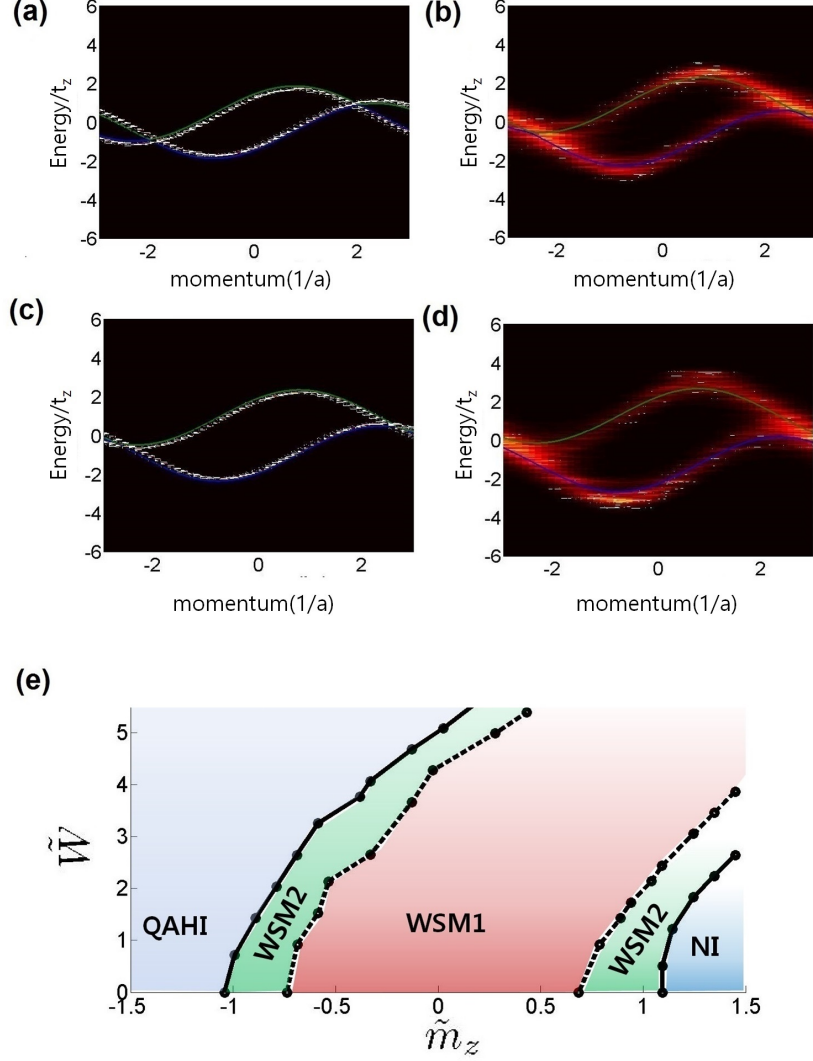 (a)
6
4
2
0
-2
-4
-6
Energy/t_z
-2 0 2
momentum(1/a)
(b)
6
4
2
0
-2
-4
-6
Energy/t_z
-2 0 2
momentum(1/a)
(c)
6
4
2
0
-2
-4
-6
Energy/t_z
-2 0 2
momentum(1/a)
(d)
6
4
2
0
-2
-4
-6
Energy/t_z
-2 0 2
momentum(1/a)
(e)
5
4
3
2
1
0
W̃
QAHI
WSM2
WSM1
WSM2
NI
-1.5 -1 -0.5 0 0.5 1 1.5
m̃_z